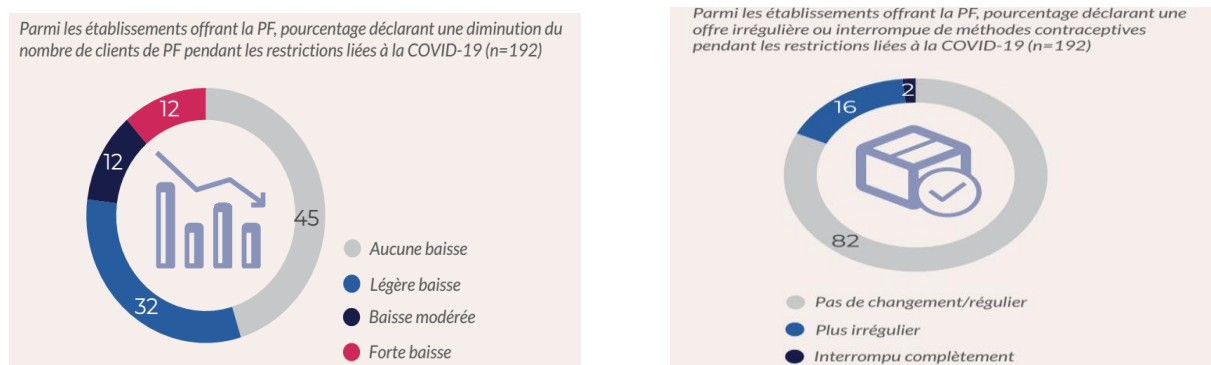 Parmi les établissements offrant la PF, pourcentage déclarant une diminution du
nombre de clients de PF pendant les restrictions liées à la COVID-19 (n=192)
12
12
45
32
Aucune baisse
Légère baisse
Baisse modérée
Forte baisse
Parmi les établissements offrant la PF, pourcentage déclarant une
offre irrégulière ou interrompue de méthodes contraceptives
pendant les restrictions liées à la COVID-19 (n=192)
2
16
82
Pas de changement/régulier
Plus irrégulier
Interrompu complètement